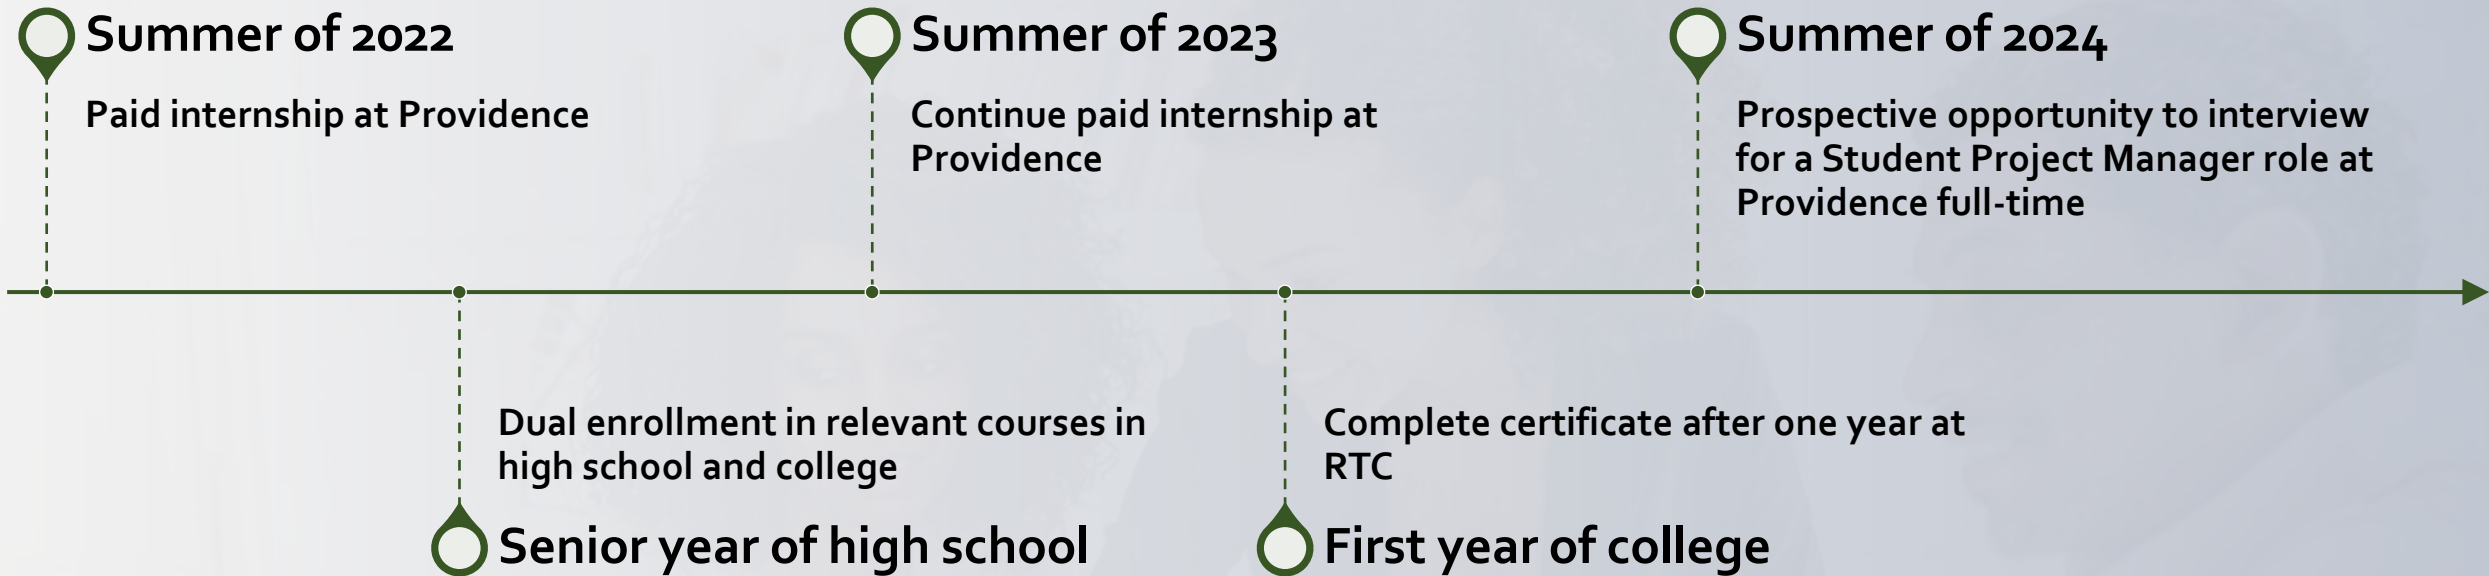 Summer of 2022
Paid internship at Providence
Summer of 2023
Continue paid internship at
Providence
Summer of 2024
Prospective opportunity to interview
for a Student Project Manager role at
Providence full-time
Dual enrollment in relevant courses in
high school and college
Senior year of high school
Complete certificate after one year at
RTC
First year of college